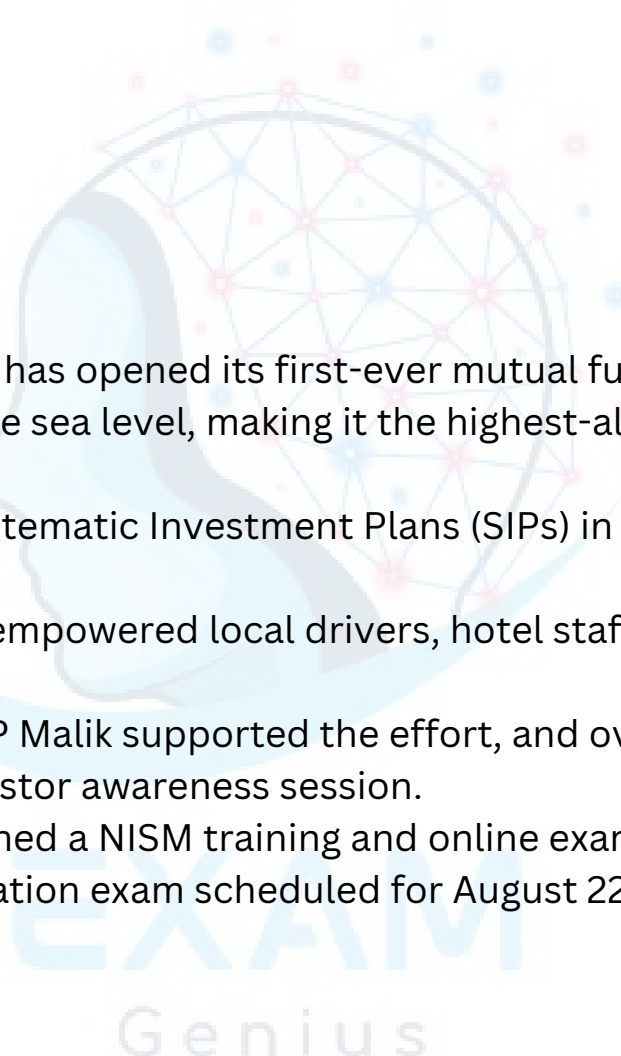 has opened its first-ever mutual fu
e sea level, making it the highest-al
tematic Investment Plans (SIPs) in
empowered local drivers, hotel staf
P Malik supported the effort, and ov
stor awareness session.
ned a NISM training and online exan
ation exam scheduled for August 22
EXAM
Genius